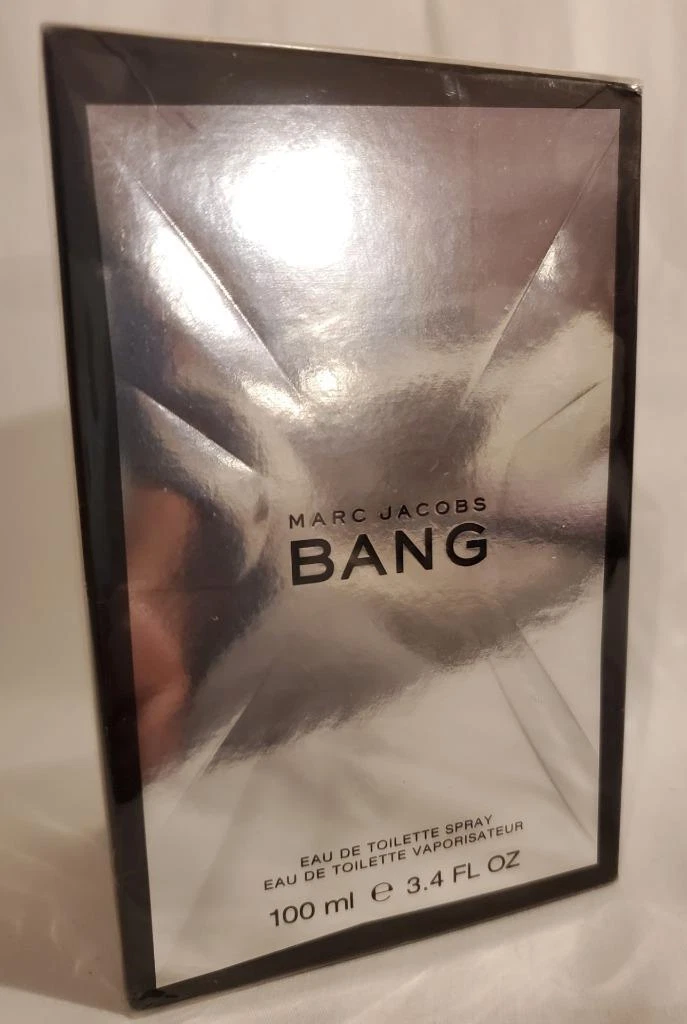 MARC JACOBS
BANG
EAU DE TOILETTE SPRAY
EAU DE TOILETTE VAPORISATEUR
100 ml ℮ 3.4 FL OZ